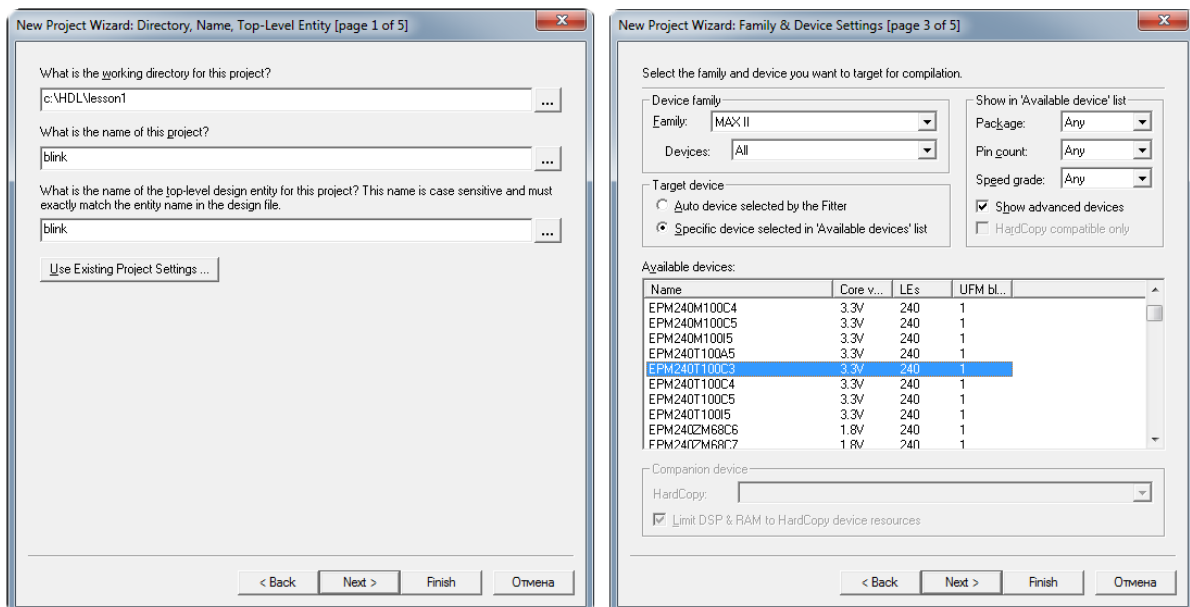 New Project Wizard: Directory, Name, Top-Level Entity [page 1 of 5]
What is the working directory for this project?
c:\HDL\lesson1
...
What is the name of this project?
blink
...
What is the name of the top-level design entity for this project? This name is case sensitive and must
exactly match the entity name in the design file.
blink
...
Use Existing Project Settings ...
< Back
Next >
Finish
Отмена
New Project Wizard: Family & Device Settings [page 3 of 5]
Select the family and device you want to target for compilation.
Device family
Family: MAX II
Devices: All
Show in 'Available device' list
Package: Any
Pin count: Any
Speed grade: Any
Show advanced devices
HardCopy compatible only
Target device
Auto device selected by the Fitter
Specific device selected in 'Available devices' list
Available devices:
Name Core v... LEs UFM bl...
EPM240M100C4 3.3V 240 1
EPM240M100C5 3.3V 240 1
EPM240M100I5 3.3V 240 1
EPM240T100A5 3.3V 240 1
EPM240T100C3 3.3V 240 1
EPM240T100C4 3.3V 240 1
EPM240T100C5 3.3V 240 1
EPM240T100I5 3.3V 240 1
EPM240ZM68C6 1.8V 240 1
EPM240ZM68C7 1.8V 240 1
Companion device
HardCopy:
Limit DSP & RAM to HardCopy device resources
< Back
Next >
Finish
Отмена